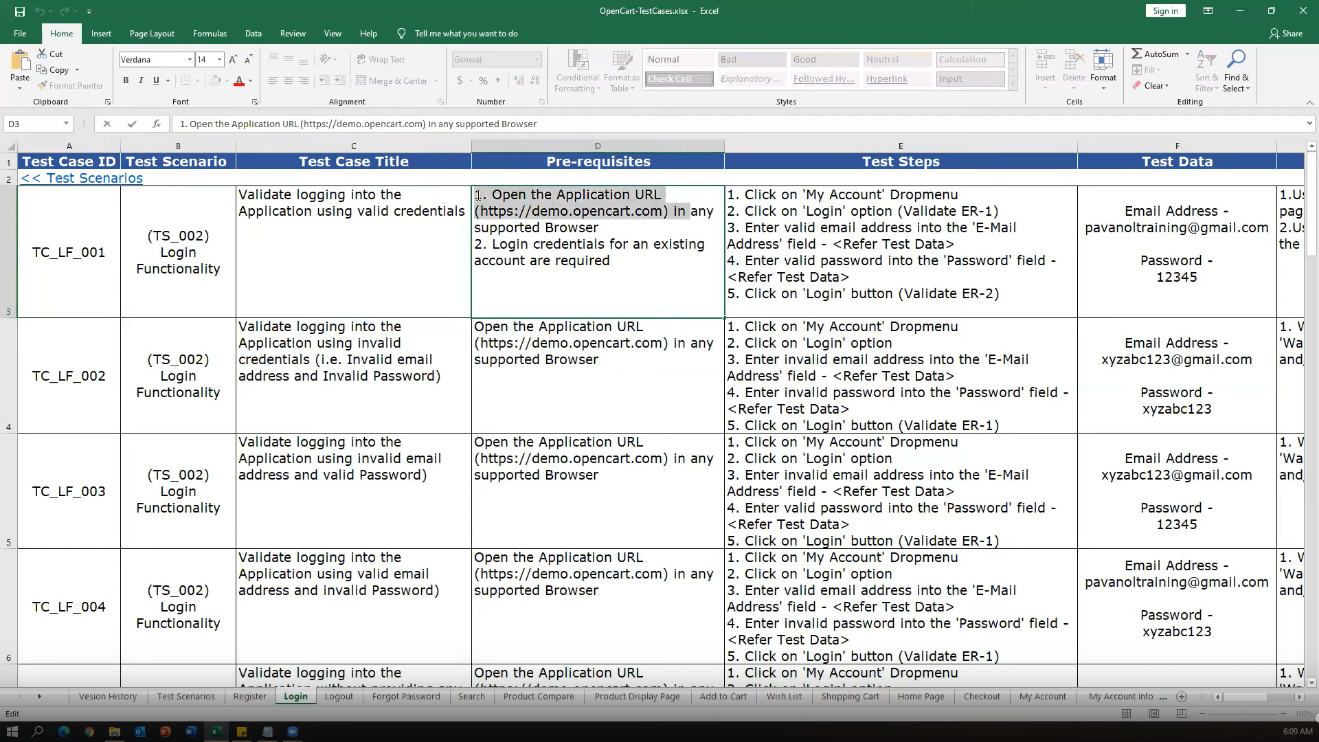 OpenCart-TestCases.xlsx - Excel
Sign in
File Home Insert Page Layout Formulas Data Review View Help Tell me what you want to do
Share
Paste
Cut
Copy
Format Painter
Clipboard
Verdana 14
B I U
Font
Wrap Text
Merge & Center
Alignment
General
$ % ,
Number
Conditional Formatting
Format as Table
Normal Bad Good Neutral Calculation
Check Cell Explanatory ... Followed Hy... Hyperlink Input
Styles
Insert Delete Format
Cells
AutoSum
Fill
Clear
Sort & Filter
Find & Select
Editing
D3
fx
1. Open the Application URL (https://demo.opencart.com) in any supported Browser
A B C D E F
1 Test Case ID Test Scenario Test Case Title Pre-requisites Test Steps Test Data
2 << Test Scenarios
3
TC_LF_001
(TS_002)
Login
Functionality
Validate logging into the
Application using valid credentials
1. Open the Application URL
(https://demo.opencart.com) in any
supported Browser
2. Login credentials for an existing
account are required
1. Click on 'My Account' Dropmenu
2. Click on 'Login' option (Validate ER-1)
3. Enter valid email address into the 'E-Mail
Address' field - <Refer Test Data>
4. Enter valid password into the 'Password' field -
<Refer Test Data>
5. Click on 'Login' button (Validate ER-2)
Email Address -
pavanoltraining@gmail.com
Password -
12345
1.Us
pag
2.Us
the
4
TC_LF_002
(TS_002)
Login
Functionality
Validate logging into the
Application using invalid
credentials (i.e. Invalid email
address and Invalid Password)
Open the Application URL
(https://demo.opencart.com) in any
supported Browser
1. Click on 'My Account' Dropmenu
2. Click on 'Login' option
3. Enter invalid email address into the 'E-Mail
Address' field - <Refer Test Data>
4. Enter invalid password into the 'Password' field -
<Refer Test Data>
5. Click on 'Login' button (Validate ER-1)
Email Address -
xyzabc123@gmail.com
Password -
xyzabc123
1. W
'Wa
and,
5
TC_LF_003
(TS_002)
Login
Functionality
Validate logging into the
Application using invalid email
address and valid Password)
Open the Application URL
(https://demo.opencart.com) in any
supported Browser
1. Click on 'My Account' Dropmenu
2. Click on 'Login' option
3. Enter invalid email address into the 'E-Mail
Address' field - <Refer Test Data>
4. Enter valid password into the 'Password' field -
<Refer Test Data>
5. Click on 'Login' button (Validate ER-1)
Email Address -
xyzabc123@gmail.com
Password -
12345
1. W
'Wa
and,
6
TC_LF_004
(TS_002)
Login
Functionality
Validate logging into the
Application using valid email
address and invalid Password)
Open the Application URL
(https://demo.opencart.com) in any
supported Browser
1. Click on 'My Account' Dropmenu
2. Click on 'Login' option
3. Enter valid email address into the 'E-Mail
Address' field - <Refer Test Data>
4. Enter invalid password into the 'Password' field -
<Refer Test Data>
5. Click on 'Login' button (Validate ER-1)
Email Address -
pavanoltraining@gmail.com
Password -
xyzabc123
1. W
'Wa
and,
Validate logging into the
Open the Application URL
1. Click on 'My Account' Dropmenu
Vesion History Test Scenarios Register Login Logout Forgot Password Search Product Compare Product Display Page Add to Cart Wish List Shopping Cart Home Page Checkout My Account My Account Info ...
Edit
100%
6:09 AM